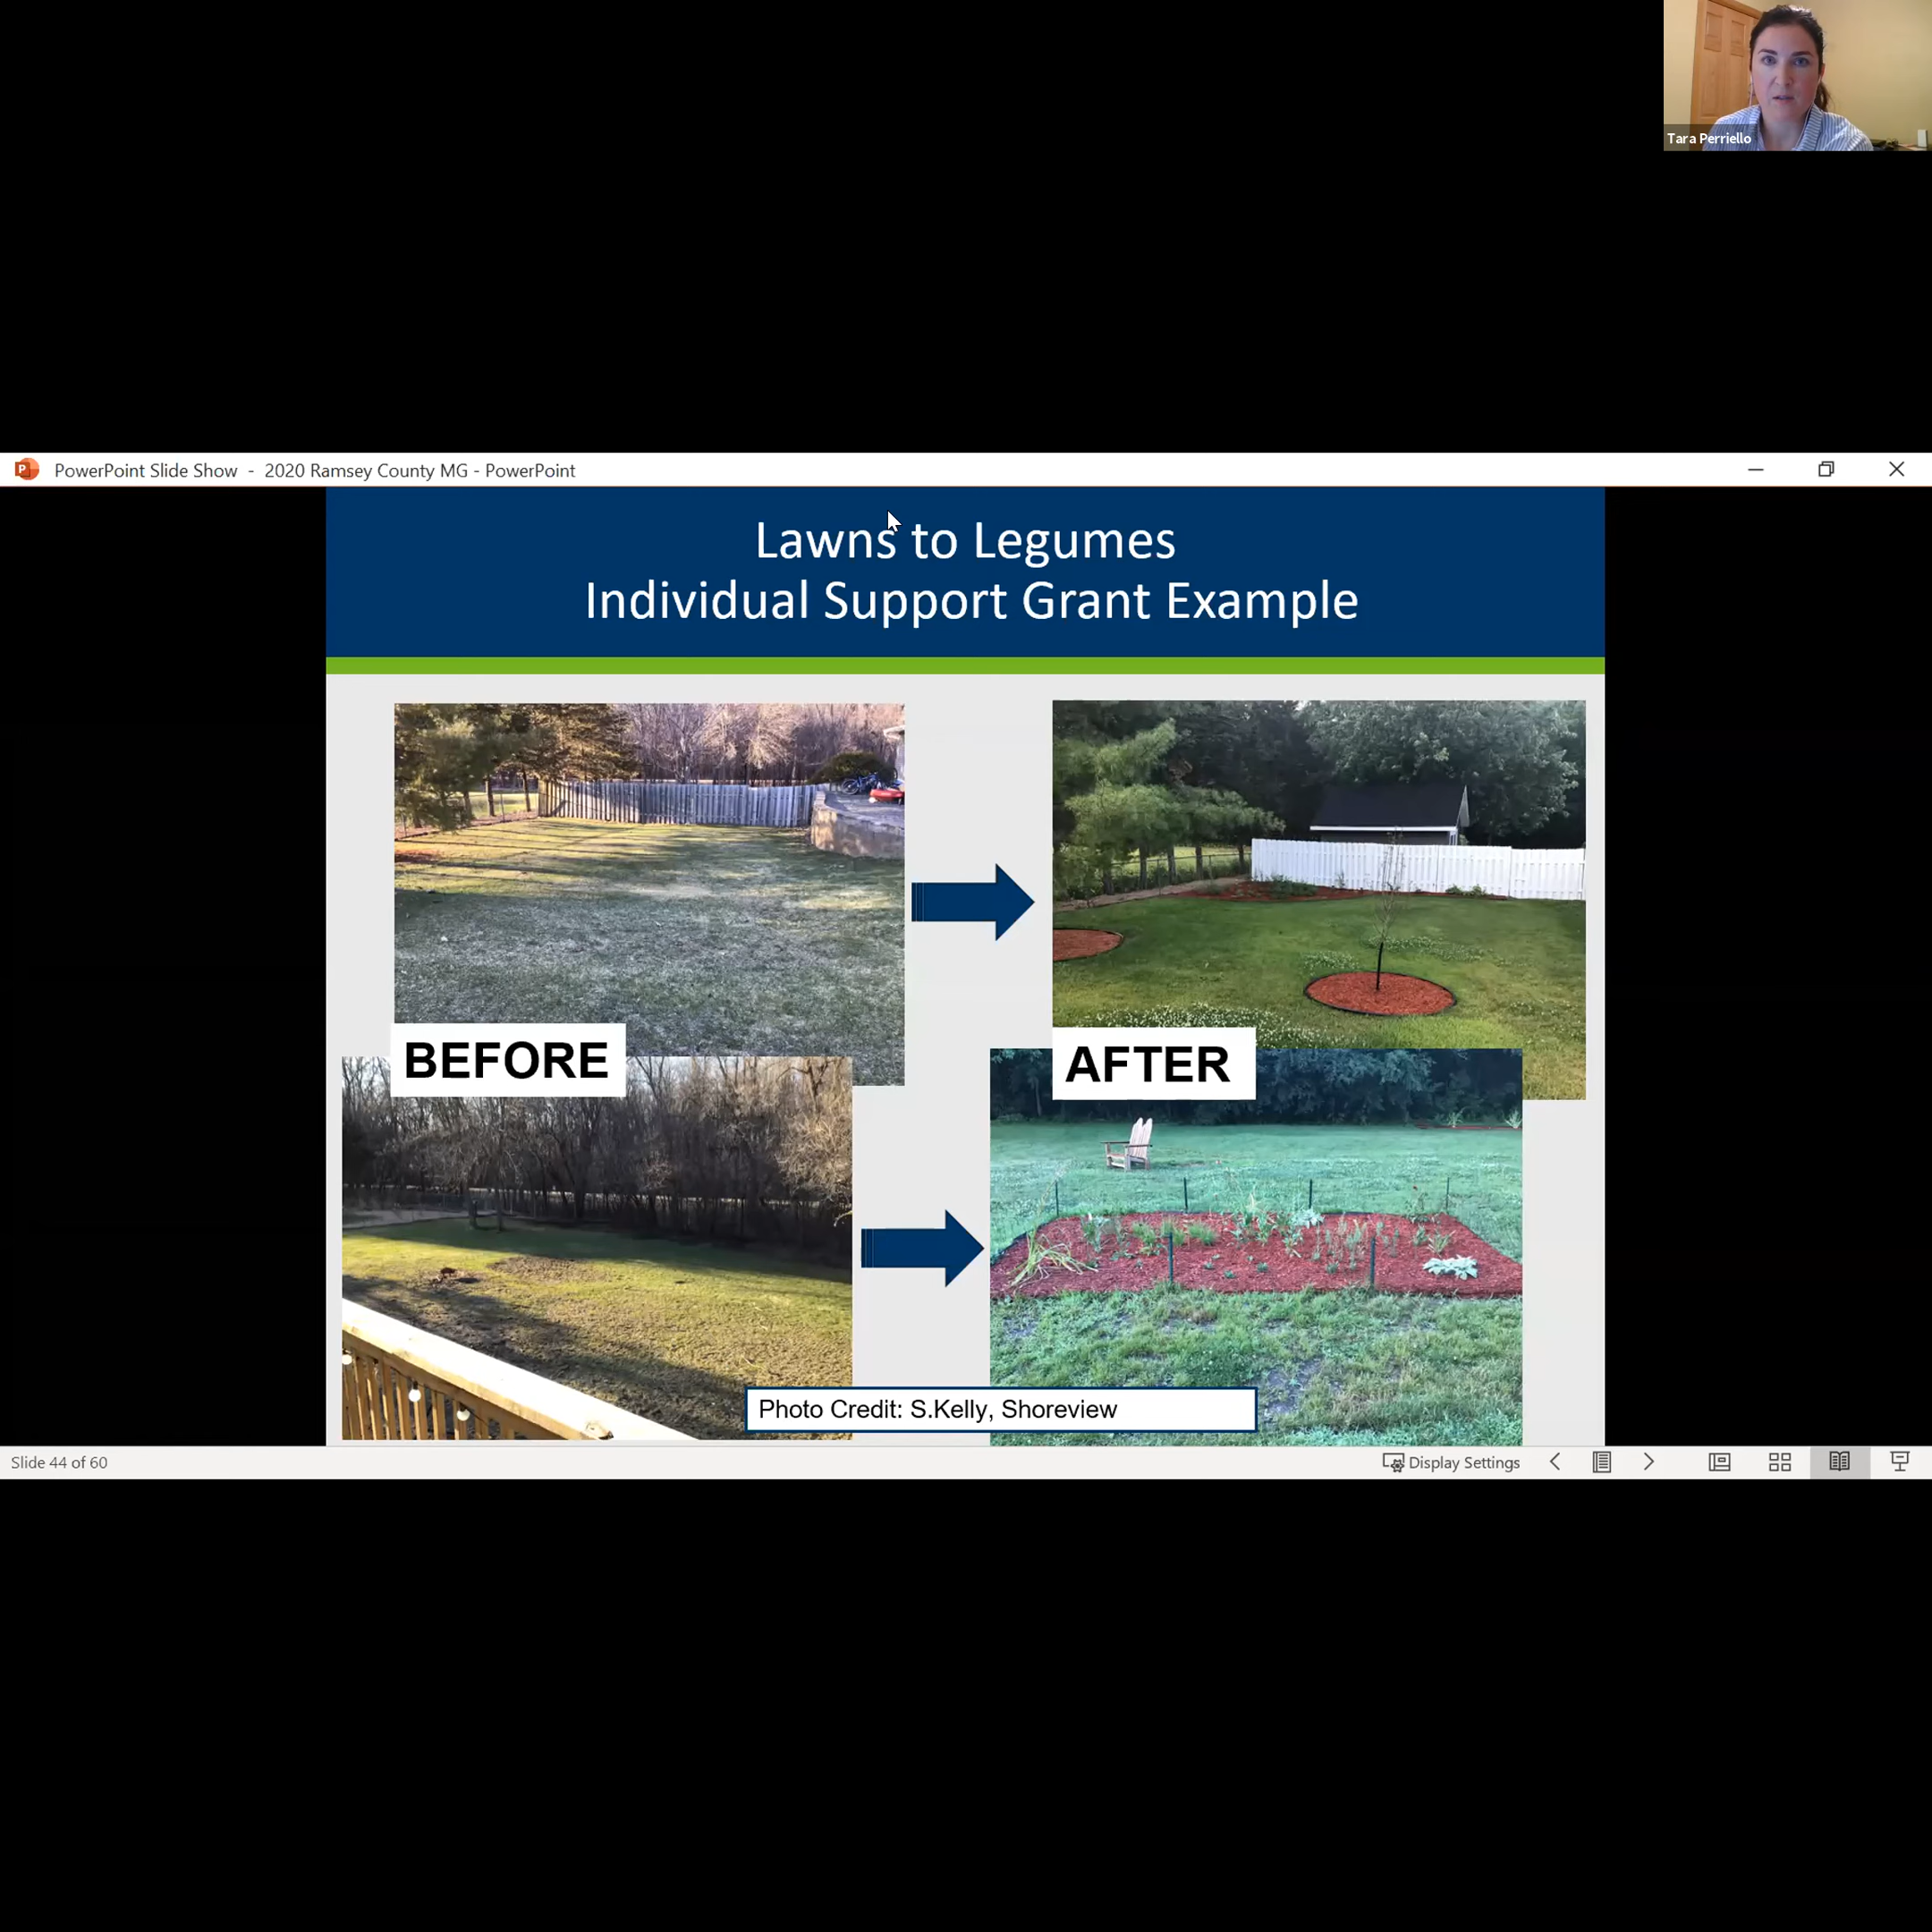 Tara Perriello
PowerPoint Slide Show - 2020 Ramsey County MG - PowerPoint
Lawns to Legumes
Individual Support Grant Example
BEFORE
AFTER
Photo Credit: S.Kelly, Shoreview
Slide 44 of 60
Display Settings